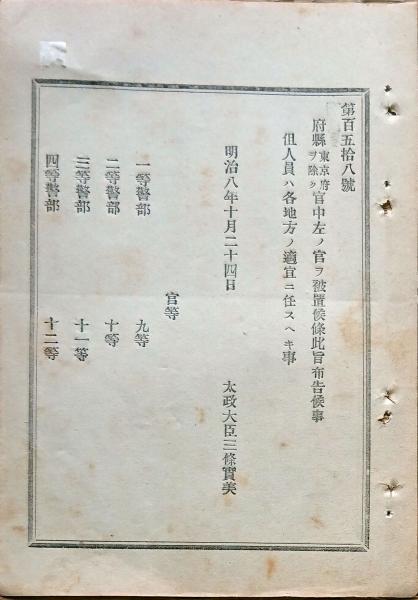 第百五拾八號
府縣東京府ヲ除ク官中左ノ官ヲ被置候條此旨布告候事
但人員ハ各地方ノ適宜ニ任スヘキ事
明治八年十月二十四日 太政大臣三條實美
官等
一等警部 九等
二等警部 十等
三等警部 十一等
四等警部 十二等